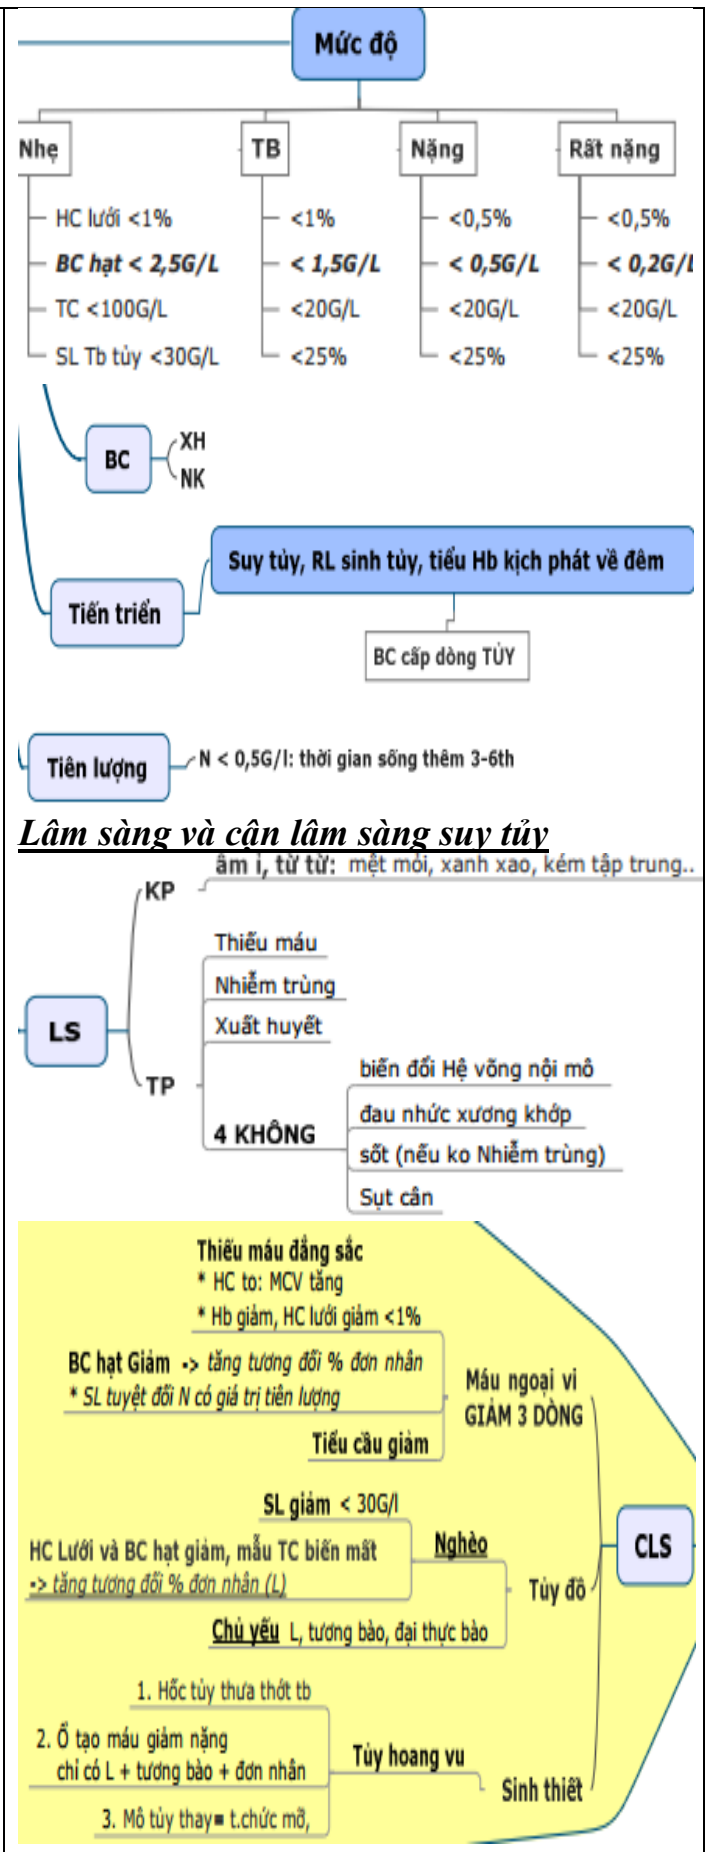 Mức độ
Nhẹ
TB
Nặng
Rất nặng
HC lưới <1%
<1%
<0,5%
<0,5%
BC hạt < 2,5G/L
< 1,5G/L
< 0,5G/L
< 0,2G/L
TC <100G/L
<20G/L
<20G/L
<20G/L
SL Tb tủy <30G/L
<25%
<25%
<25%
BC
XH
NK
Tiến triển
Suy tủy, RL sinh tủy, tiểu Hb kịch phát về đêm
BC cấp dòng TỦY
Tiên lượng
N < 0,5G/l: thời gian sống thêm 3-6th
Lâm sàng và cận lâm sàng suy tủy
LS
KP
âm ỉ, từ từ: mệt mỏi, xanh xao, kém tập trung..
TP
Thiếu máu
Nhiễm trùng
Xuất huyết
4 KHÔNG
biến đổi Hệ võng nội mô
đau nhức xương khớp
sốt (nếu ko Nhiễm trùng)
Sụt cân
CLS
Máu ngoại vi
GIẢM 3 DÒNG
Thiếu máu đẳng sắc
* HC to: MCV tăng
* Hb giảm, HC lưới giảm <1%
BC hạt Giảm -> tăng tương đối % đơn nhân
* SL tuyệt đối N có giá trị tiên lượng
Tiểu cầu giảm
Tủy đồ
Nghèo
SL giảm < 30G/l
HC Lưới và BC hạt giảm, mẫu TC biến mất
-> tăng tương đối % đơn nhân (L)
Chủ yếu L, tương bào, đại thực bào
Sinh thiết
Tủy hoang vu
1. Hốc tủy thưa thớt tb
2. Ổ tạo máu giảm nặng
chỉ có L + tương bào + đơn nhân
3. Mô tủy thay = t.chức mỡ,